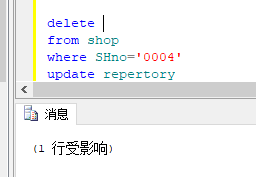 delete
from shop
where SHno='0004'
update repertory
消息
(1 行受影响)